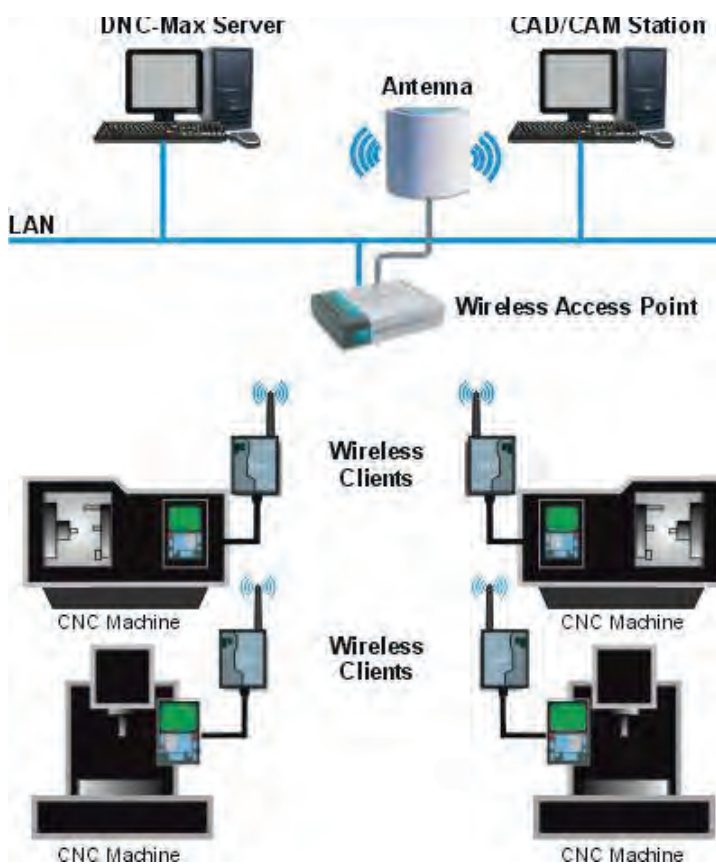 DNC-Max Server
CAD/CAM Station
Antenna
LAN
Wireless Access Point
Wireless
Clients
CNC Machine
CNC Machine
Wireless
Clients
CNC Machine
CNC Machine